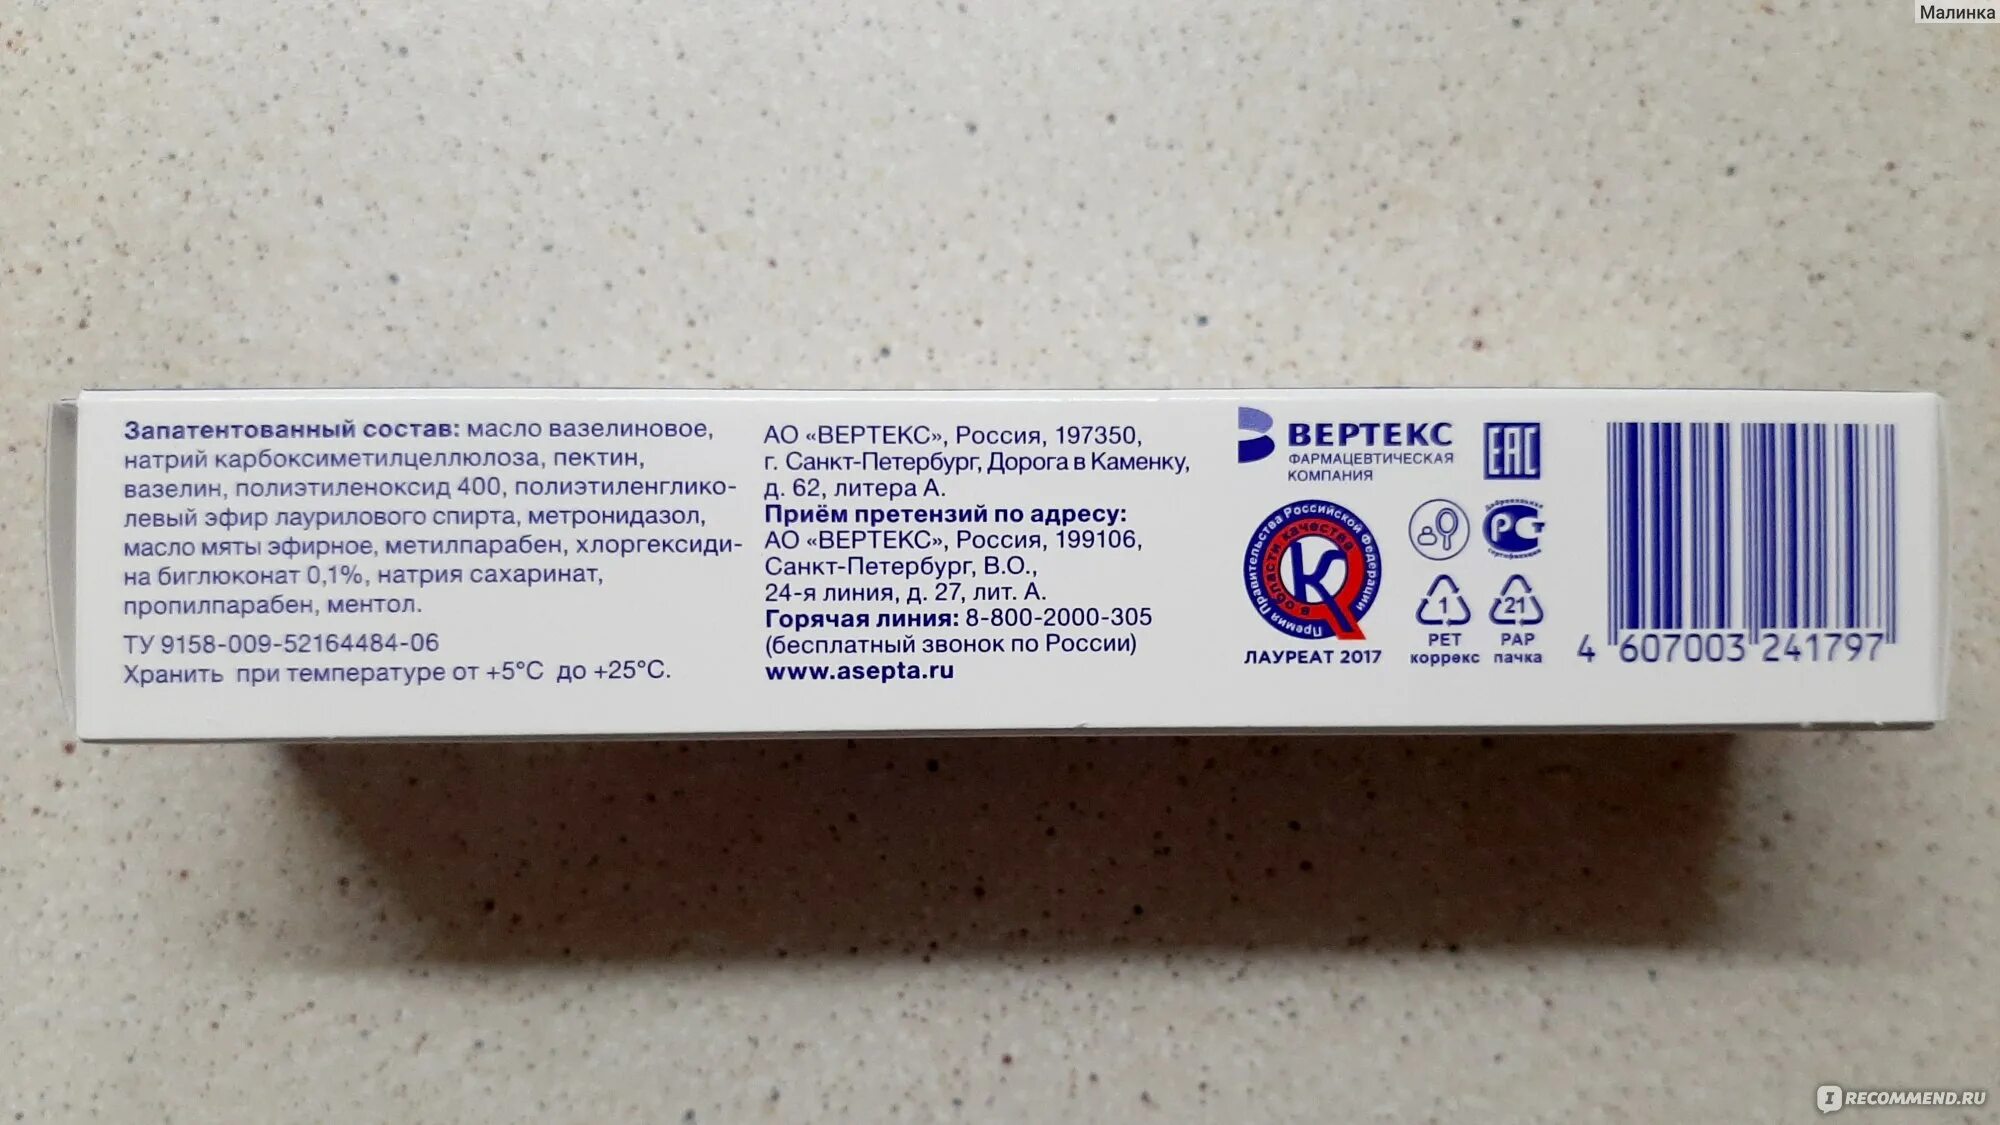 Малинка
Запатентованный состав: масло вазелиновое,
натрий карбоксиметилцеллюлоза, пектин,
вазелин, полиэтиленоксид 400, полиэтиленглико-
левый эфир лаурилового спирта, метронидазол,
масло мяты эфирное, метилпарабен, хлоргексиди-
на биглюконат 0,1%, натрия сахаринат,
пропилпарабен, ментол.
ТУ 9158-009-52164484-06
Хранить при температуре от +5°С до +25°С.
АО «ВЕРТЕКС», Россия, 197350,
г. Санкт-Петербург, Дорога в Каменку,
д. 62, литера А.
Приём претензий по адресу:
АО «ВЕРТЕКС», Россия, 199106,
Санкт-Петербург, В.О.,
24-я линия, д. 27, лит. А.
Горячая линия: 8-800-2000-305
(бесплатный звонок по России)
www.asepta.ru
ВЕРТЕКС
ФАРМАЦЕВТИЧЕСКАЯ
КОМПАНИЯ
Премия Правительства Российской Федерации
в области качества
ЛАУРЕАТ 2017
EAC
Добровольная
РСТ
сертификация
1
PET
коррекс
21
PAP
пачка
4 607003 241797
IRECOMMEND.RU